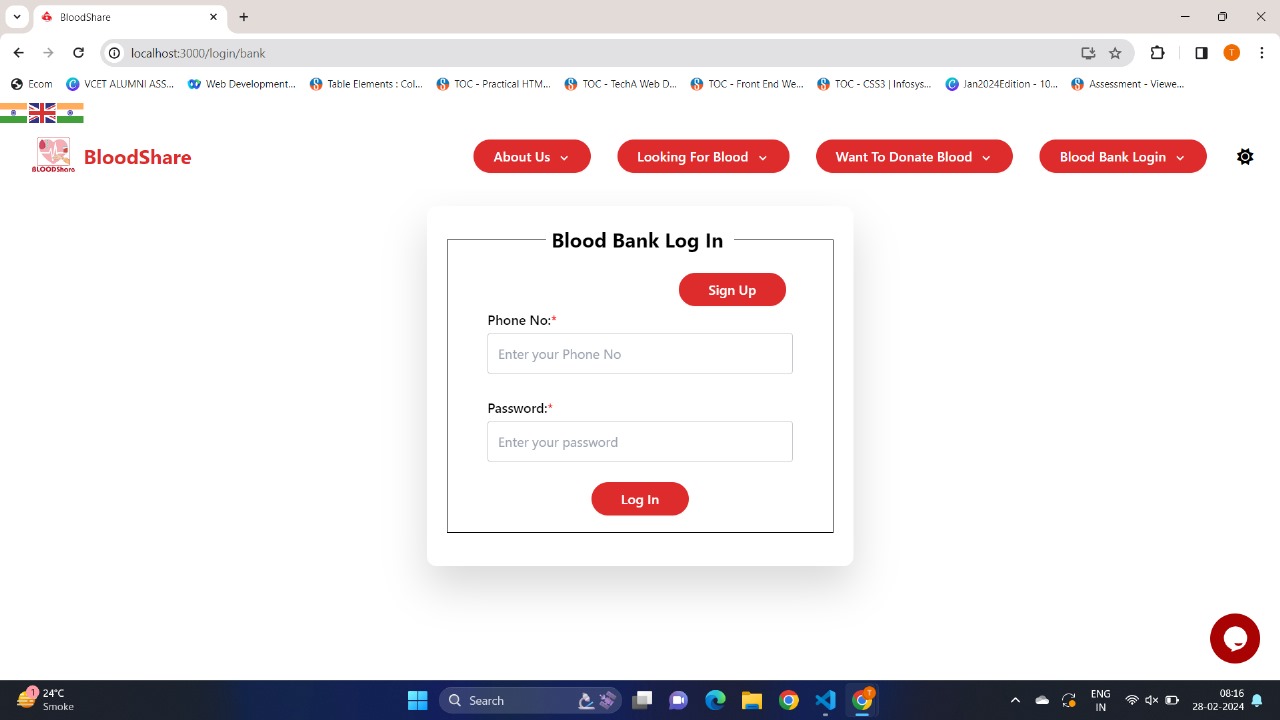 BloodShare
localhost:3000/login/bank
T
Ecom
VCET ALUMNI ASS...
Web Development...
Table Elements : Col...
TOC - Practical HTM...
TOC - TechA Web D...
TOC - Front End We...
TOC - CSS3 | Infosys...
Jan2024Edition - 10...
Assessment - Viewe...
BLOODShare
BloodShare
About Us
Looking For Blood
Want To Donate Blood
Blood Bank Login
Blood Bank Log In
Sign Up
Phone No:*
Enter your Phone No
Password:*
Enter your password
Log In
1
24°C
Smoke
Search
T
ENG
IN
08:16
28-02-2024